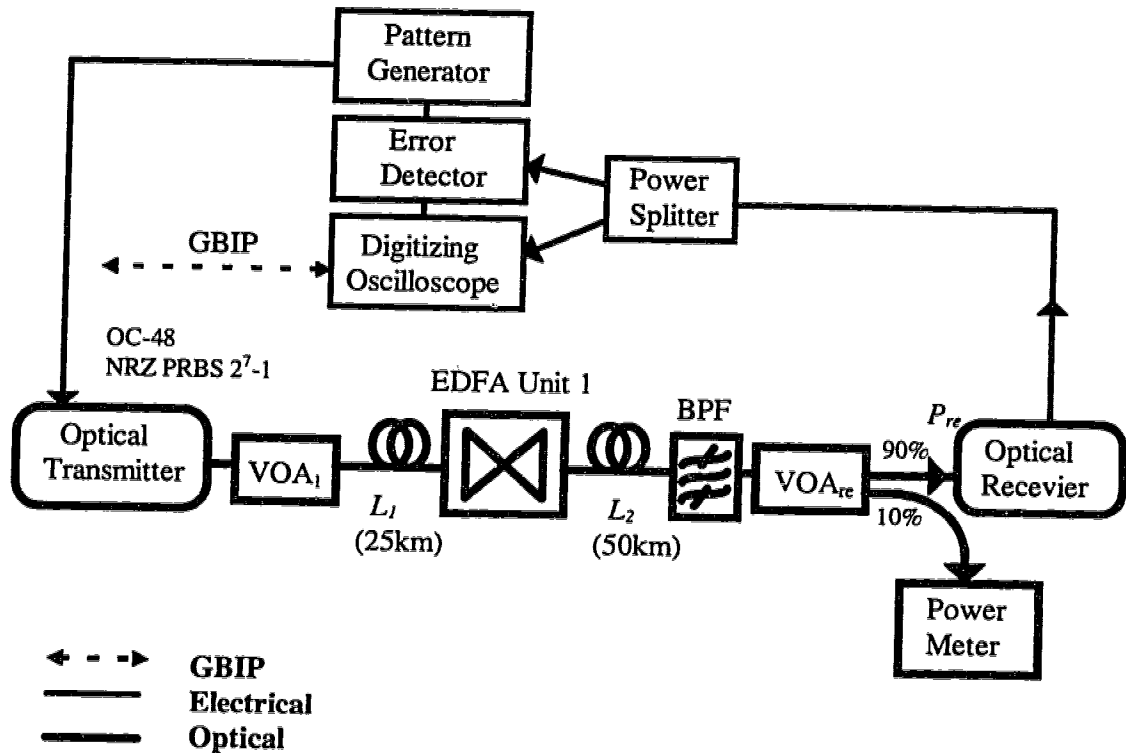 Pattern
Generator
Error
Detector
Power
Splitter
GBIP
Digitizing
Oscilloscope
OC-48
NRZ PRBS 2⁷-1
EDFA Unit 1
BPF
P_re
Optical
Transmitter
VOA₁
L₁
(25km)
L₂
(50km)
VOA_re
90%
10%
Optical
Recevier
Power
Meter
GBIP
Electrical
Optical